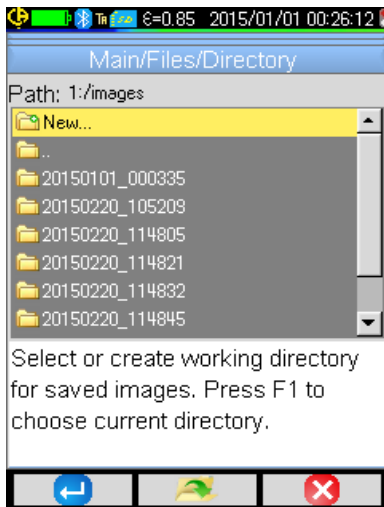 TA ε=0.85 2015/01/01 00:26:12
Main/Files/Directory
Path: 1:/images
New...
..
20150101_000335
20150220_105209
20150220_114805
20150220_114821
20150220_114832
20150220_114845
Select or create working directory
for saved images. Press F1 to
choose current directory.